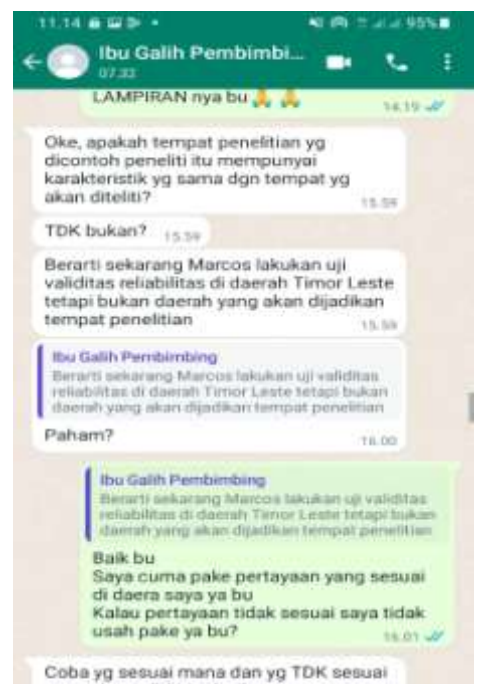 11.14
95%
Ibu Galih Pembimbi...
07.33
LAMPIRAN nya bu 🙏 🙏
14.19
Oke, apakah tempat penelitian yg
dicontoh peneliti itu mempunyai
karakteristik yg sama dgn tempat yg
akan diteliti?
15.59
TDK bukan?
15.59
Berarti sekarang Marcos lakukan uji
validitas reliabilitas di daerah Timor Leste
tetapi bukan daerah yang akan dijadikan
tempat penelitian
15.59
Ibu Galih Pembimbing
Berarti sekarang Marcos lakukan uji validitas
reliabilitas di daerah Timor Leste tetapi bukan
daerah yang akan dijadikan tempat penelitian
Paham?
16.00
Ibu Galih Pembimbing
Berarti sekarang Marcos lakukan uji validitas
reliabilitas di daerah Timor Leste tetapi bukan
daerah yang akan dijadikan tempat penelitian
Baik bu
Saya cuma pake pertayaan yang sesuai
di daera saya ya bu
Kalau pertayaan tidak sesuai saya tidak
usah pake ya bu?
16.01
Coba yg sesuai mana dan yg TDK sesuai